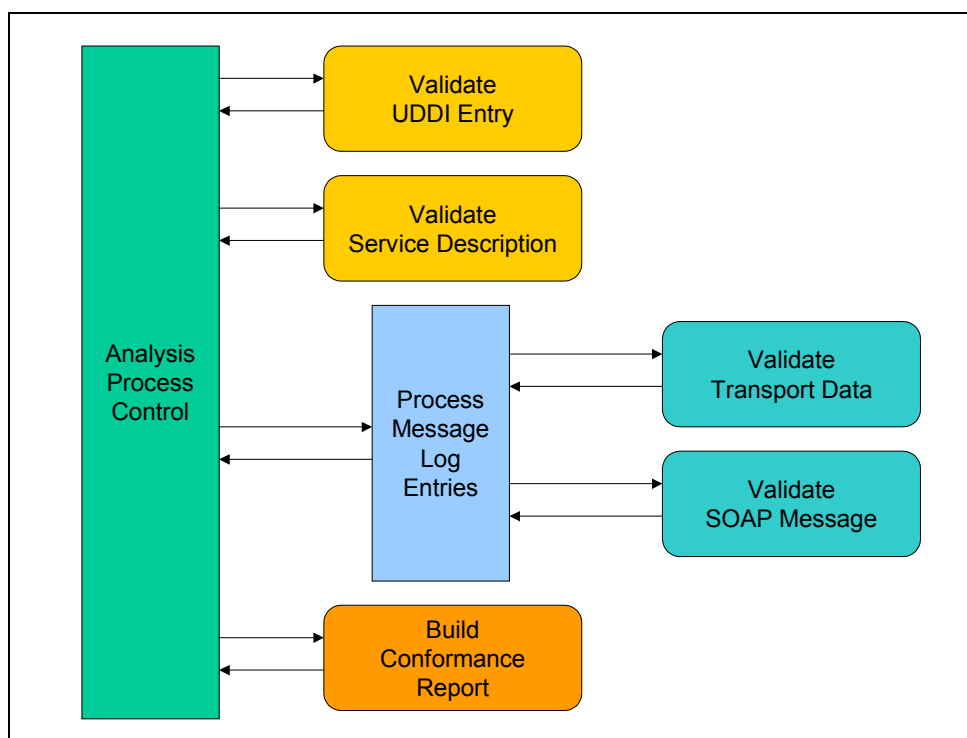 Validate
UDDI Entry
Validate
Service Description
Analysis
Process
Control
Process
Message
Log
Entries
Validate
Transport Data
Validate
SOAP Message
Build
Conformance
Report